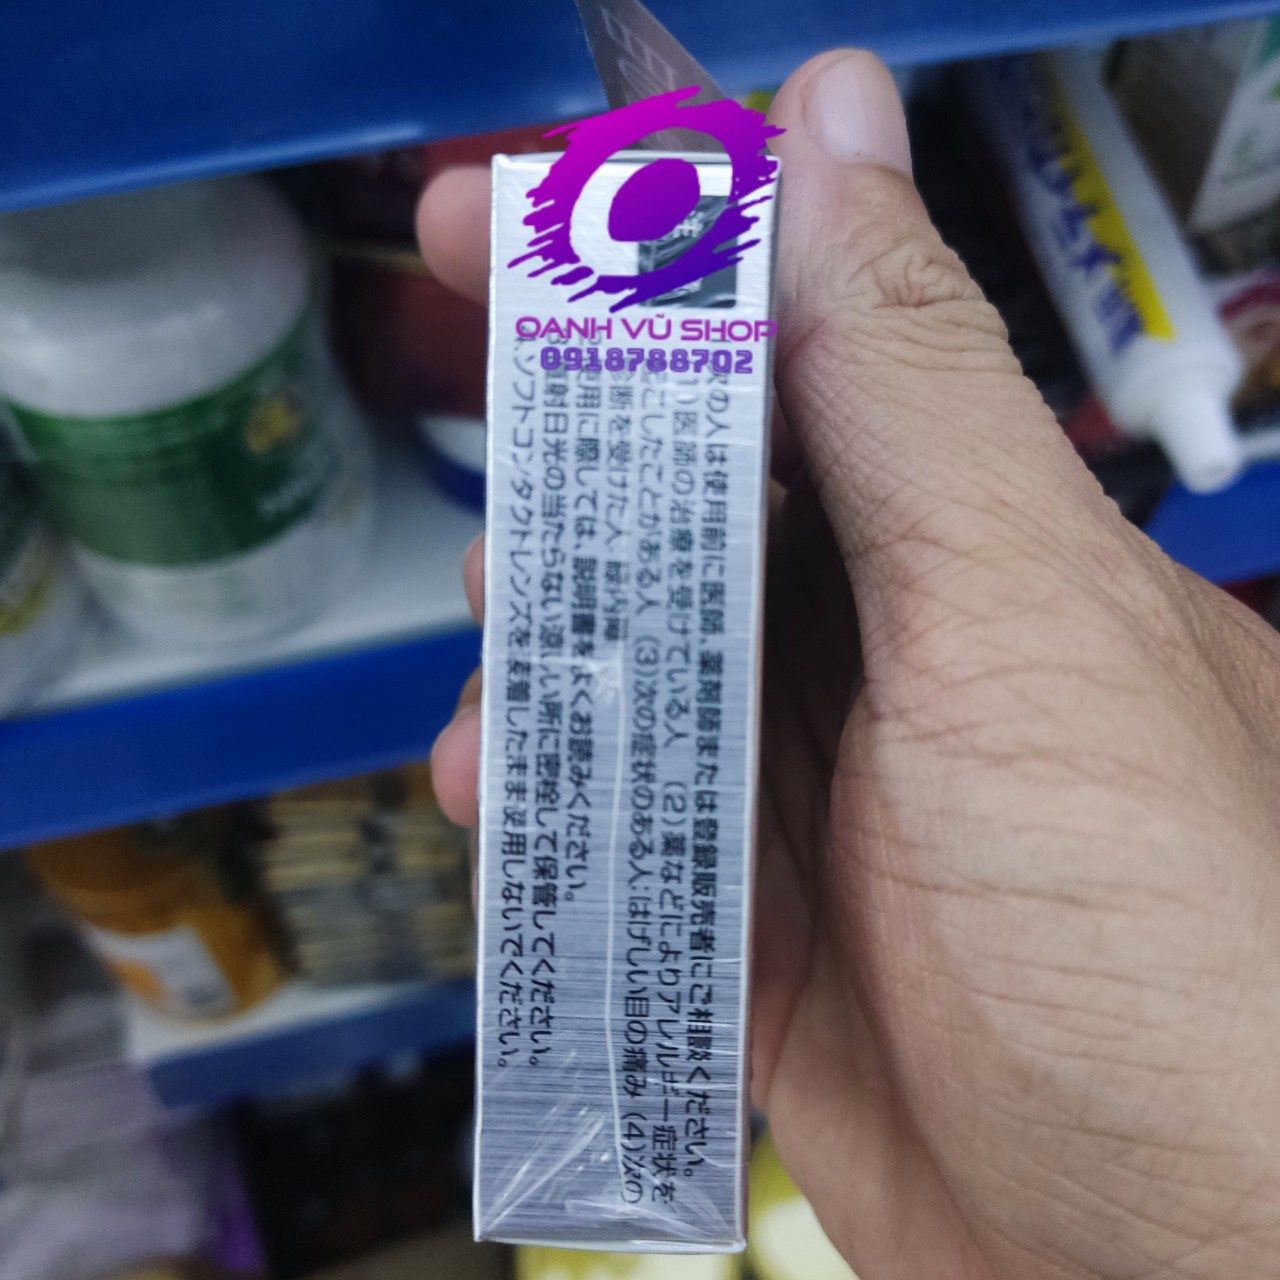 OANH VŨ SHOP
0918788702
1.次の人は使用前に医師、薬剤師または登録販売者にご相談ください。
(1)医師の治療を受けている人 (2)薬などによりアレルギー症状を
起こしたことがある人 (3)次の症状のある人:はげしい目の痛み (4)次の
診断を受けた人:緑内障
2.使用に際しては、説明書をよくお読みください。
3.直射日光の当たらない涼しい所に密栓して保管してください。
4.ソフトコンタクトレンズを装着したまま使用しないでください。